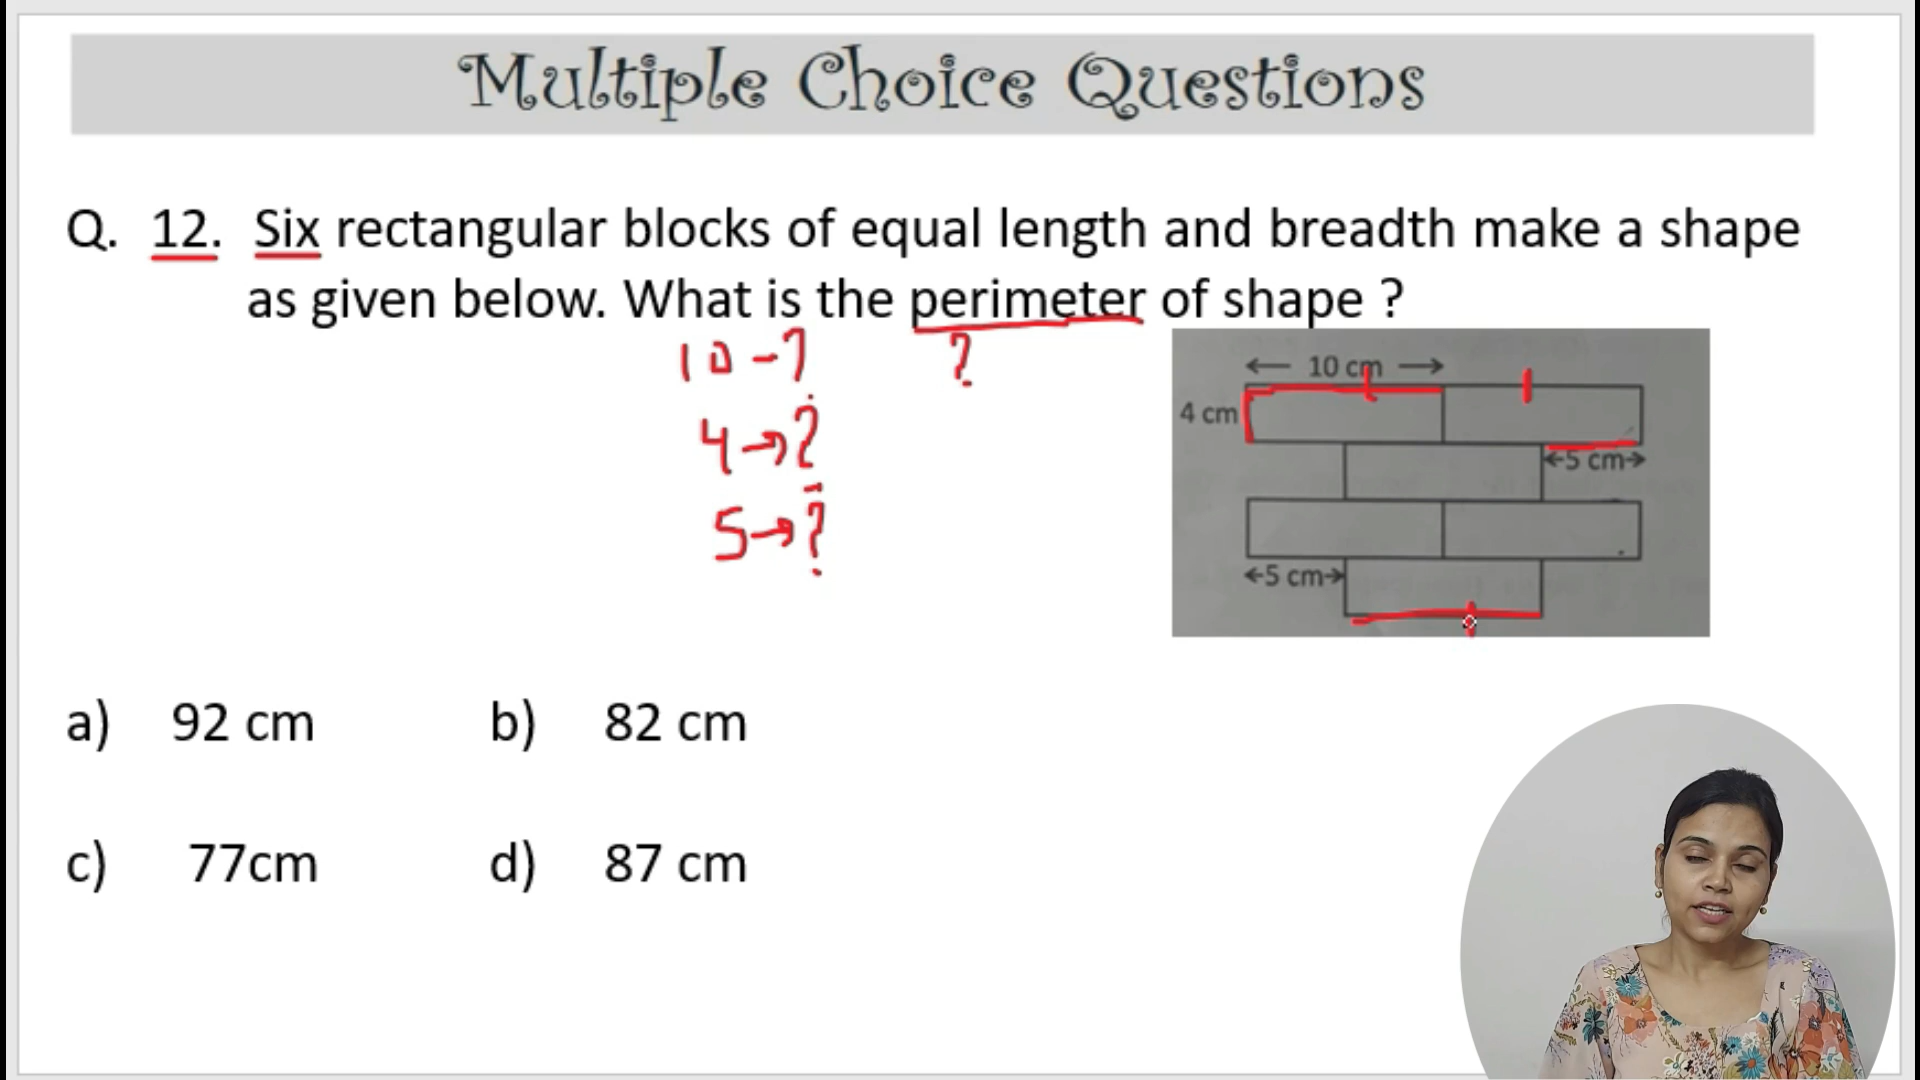 Multiple Choice Questions
Q. 12. Six rectangular blocks of equal length and breadth make a shape
as given below. What is the perimeter of shape ?
10 - ?
?
4 → ?
5 → ?
10 cm
4 cm
5 cm
5 cm
a) 92 cm b) 82 cm
c) 77cm d) 87 cm